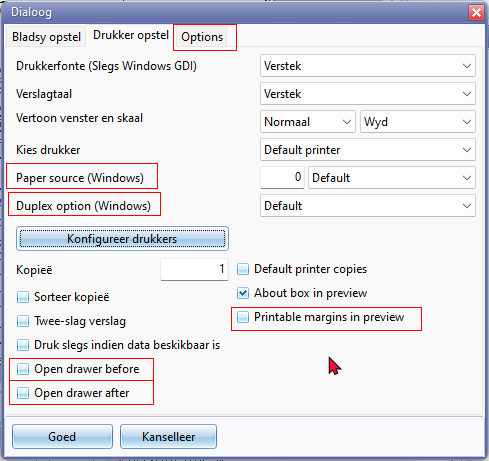 Dialoog
Bladsy opstel Drukker opstel Options
Drukkerfonte (Slegs Windows GDI) Verstek
Verslagtaal Verstek
Vertoon venster en skaal Normaal Wyd
Kies drukker Default printer
Paper source (Windows) 0 Default
Duplex option (Windows) Default
Konfigureer drukkers
Kopieë 1 Default printer copies
Sorteer kopieë About box in preview
Twee-slag verslag Printable margins in preview
Druk slegs indien data beskikbaar is
Open drawer before
Open drawer after
Goed Kanselleer